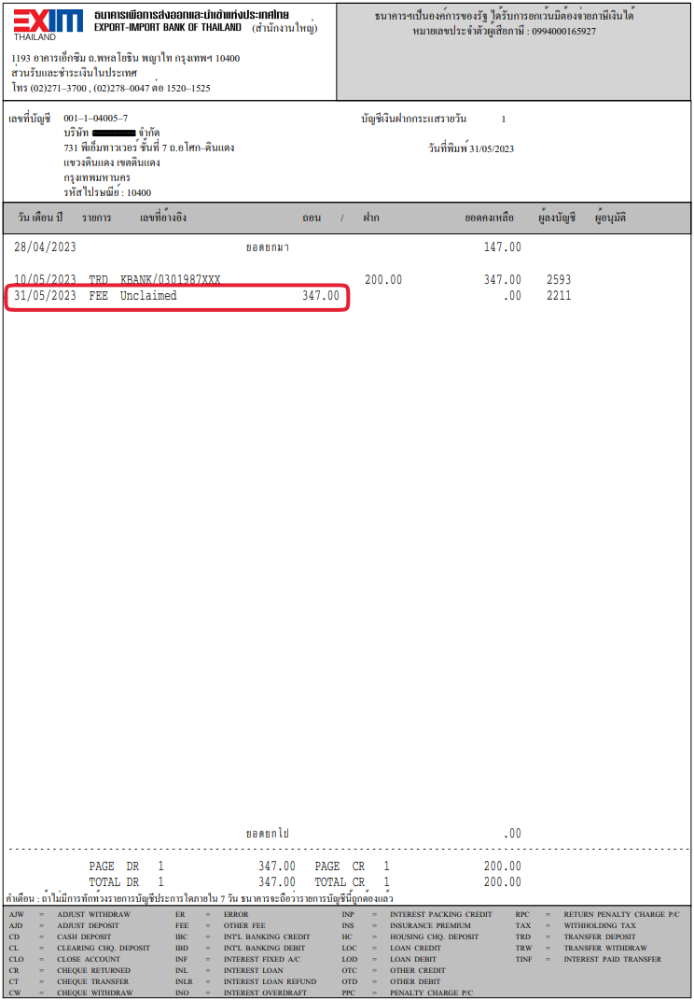 EXIM
THAILAND
ธนาคารเพื่อการส่งออกและนำเข้าแห่งประเทศไทย
EXPORT-IMPORT BANK OF THAILAND (สำนักงานใหญ่)
1193 อาคารเอ็กซิม ถ.พหลโยธิน พญาไท กรุงเทพฯ 10400
ส่วนรับและชำระเงินในประเทศ
โทร (02)271-3700 , (02)278-0047 ต่อ 1520-1525
ธนาคารฯเป็นองค์การของรัฐ ได้รับการยกเว้นมิต้องจ่ายภาษีเงินได้
หมายเลขประจำตัวผู้เสียภาษี : 0994000165927
เลขที่บัญชี 001-1-04005-7
บริษัท จำกัด
731 พีเอ็มทาวเวอร์ ชั้นที่ 7 ถ.อโศก-ดินแดง
แขวงดินแดง เขตดินแดง
กรุงเทพมหานคร
รหัสไปรษณีย์ : 10400
บัญชีเงินฝากกระแสรายวัน 1
วันที่พิมพ์ 31/05/2023
วัน เดือน ปี รายการ เลขที่อ้างอิง ถอน / ฝาก ยอดคงเหลือ ผู้ลงบัญชี ผู้อนุมัติ
28/04/2023 ยอดยกมา 147.00
10/05/2023 TRD KBANK/0301987XXX 200.00 347.00 2593
31/05/2023 FEE Unclaimed 347.00 .00 2211
ยอดยกไป .00
PAGE DR 1 347.00 PAGE CR 1 200.00
TOTAL DR 1 347.00 TOTAL CR 1 200.00
คำเตือน : ถ้าไม่มีการทักท้วงรายการบัญชีประการใดภายใน 7 วัน ธนาคารจะถือว่ารายการบัญชีนี้ถูกต้องแล้ว
AJW = ADJUST WITHDRAW ER = ERROR INP = INTEREST PACKING CREDIT RPC = RETURN PENALTY CHARGE P/C
AJD = ADJUST DEPOSIT FEE = OTHER FEE INS = INSURANCE PREMIUM TAX = WITHHOLDING TAX
CD = CASH DEPOSIT IBC = INT'L BANKING CREDIT HC = HOUSING CHQ. DEPOSIT TRD = TRANSFER DEPOSIT
CL = CLEARING CHQ. DEPOSIT IBD = INT'L BANKING DEBIT LOC = LOAN CREDIT TRW = TRANSFER WITHDRAW
CLO = CLOSE ACCOUNT INF = INTEREST FIXED A/C LOD = LOAN DEBIT TINF = INTEREST PAID TRANSFER
CR = CHEQUE RETURNED INL = INTEREST LOAN OTC = OTHER CREDIT
CT = CHEQUE TRANSFER INLR = INTEREST LOAN REFUND OTD = OTHER DEBIT
CW = CHEQUE WITHDRAW INO = INTEREST OVERDRAFT PPC = PENALTY CHARGE P/C